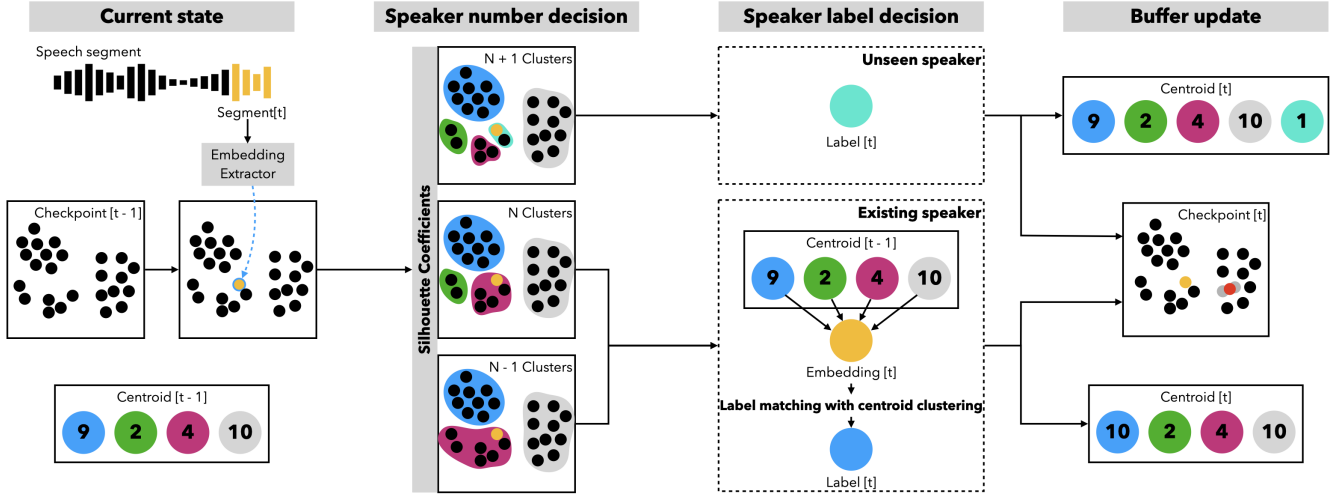 Current state
Speaker number decision
Speaker label decision
Buffer update
Speech segment
Segment[t]
Embedding
Extractor
Checkpoint [t - 1]
Centroid [t - 1]
9 2 4 10
Silhouette Coefficients
N + 1 Clusters
N Clusters
N - 1 Clusters
Unseen speaker
Label [t]
Existing speaker
Centroid [t - 1]
9 2 4 10
Embedding [t]
Label matching with centroid clustering
Label [t]
Centroid [t]
9 2 4 10 1
Checkpoint [t]
Centroid [t]
10 2 4 10